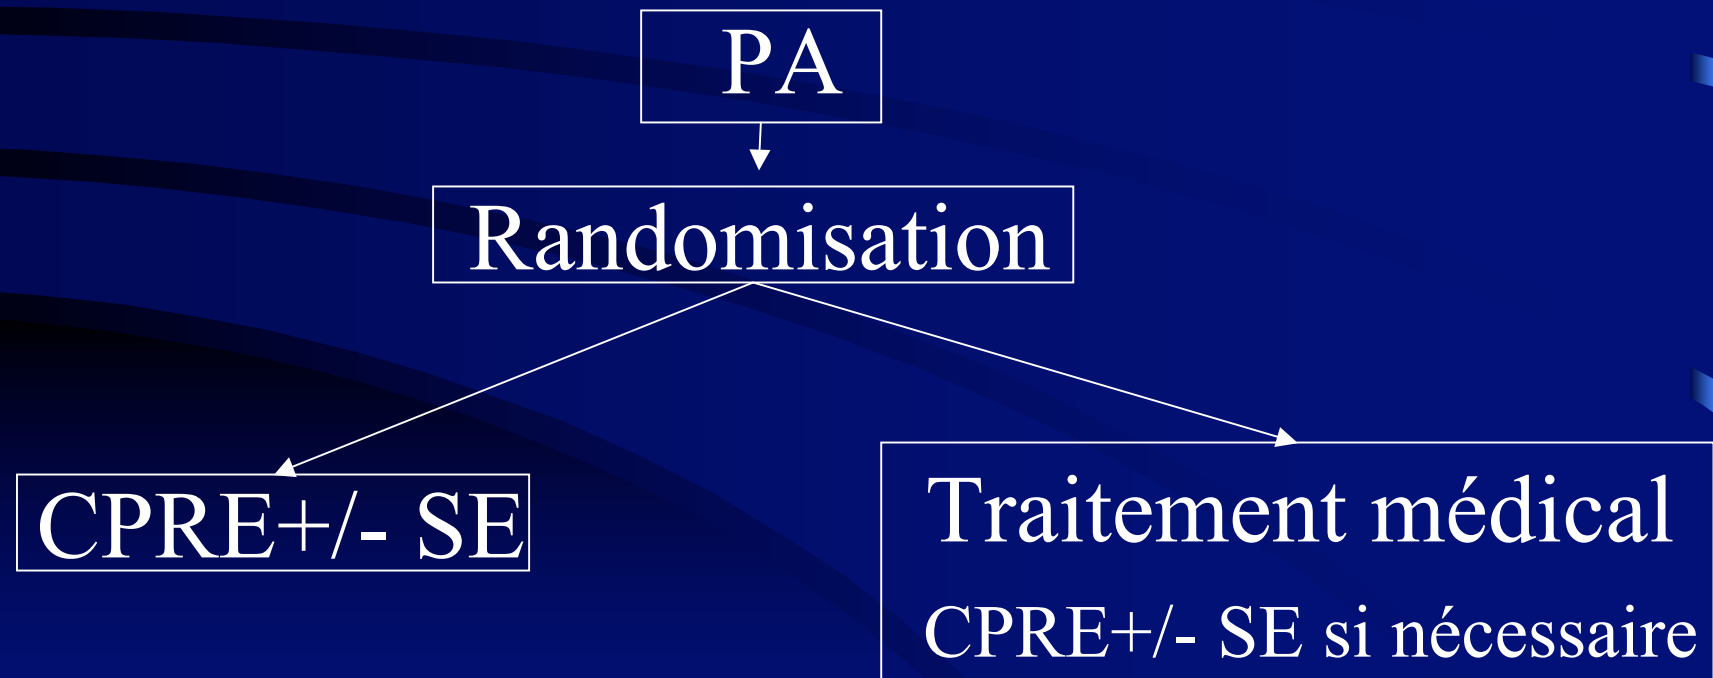 PA
Randomisation
CPRE+/- SE
Traitement médical
CPRE+/- SE si nécessaire